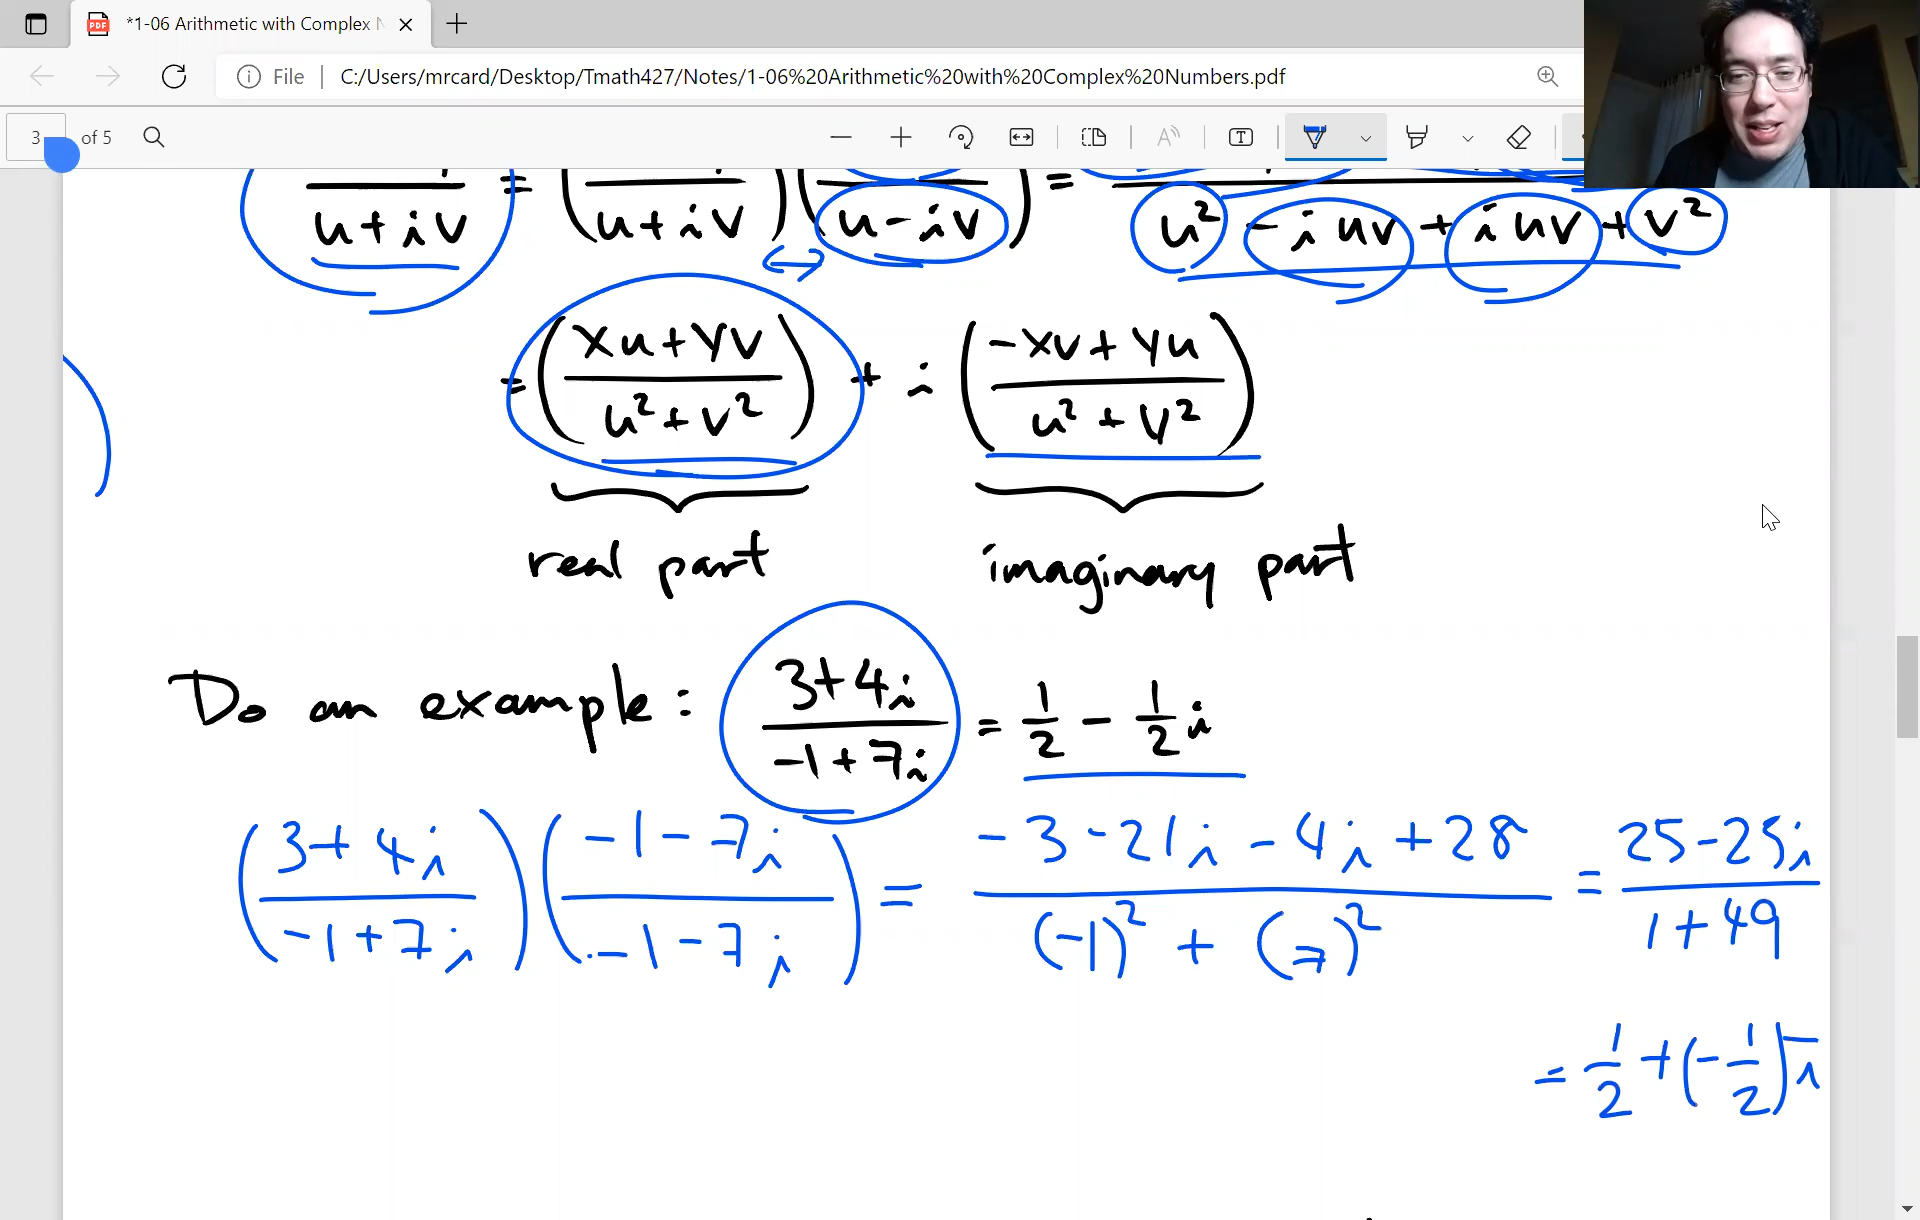 *1-06 Arithmetic with Complex N
File | C:/Users/mrcard/Desktop/Tmath427/Notes/1-06%20Arithmetic%20with%20Complex%20Numbers.pdf
3 of 5
u+iv = (u+iv)(u-iv) = u² - iuv + iuv + v²
= ((xu+yv)/(u²+v²)) + i((-xv+yu)/(u²+v²))
real part imaginary part
Do an example: (3+4i)/(-1+7i) = 1/2 - 1/2 i
((3+4i)/(-1+7i))((-1-7i)/(-1-7i)) = (-3-21i-4i+28)/((-1)²+(7)²) = (25-25i)/(1+49)
= 1/2 + (-1/2)i